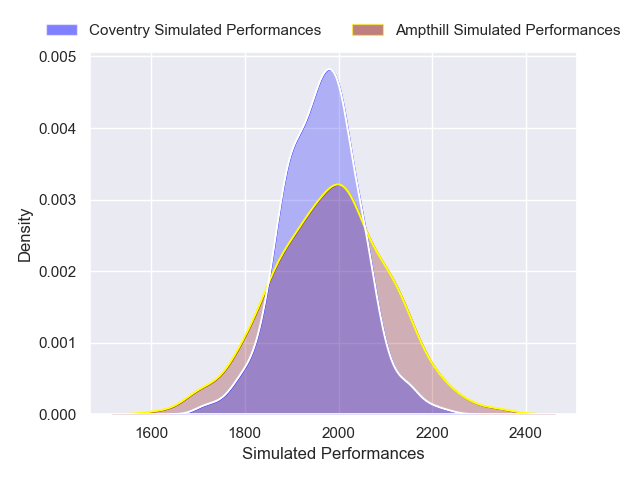 Coventry Simulated Performances Ampthill Simulated Performances
0.005
0.004
0.003
0.002
0.001
0.000
Density
1600 1800 2000 2200 2400
Simulated Performances